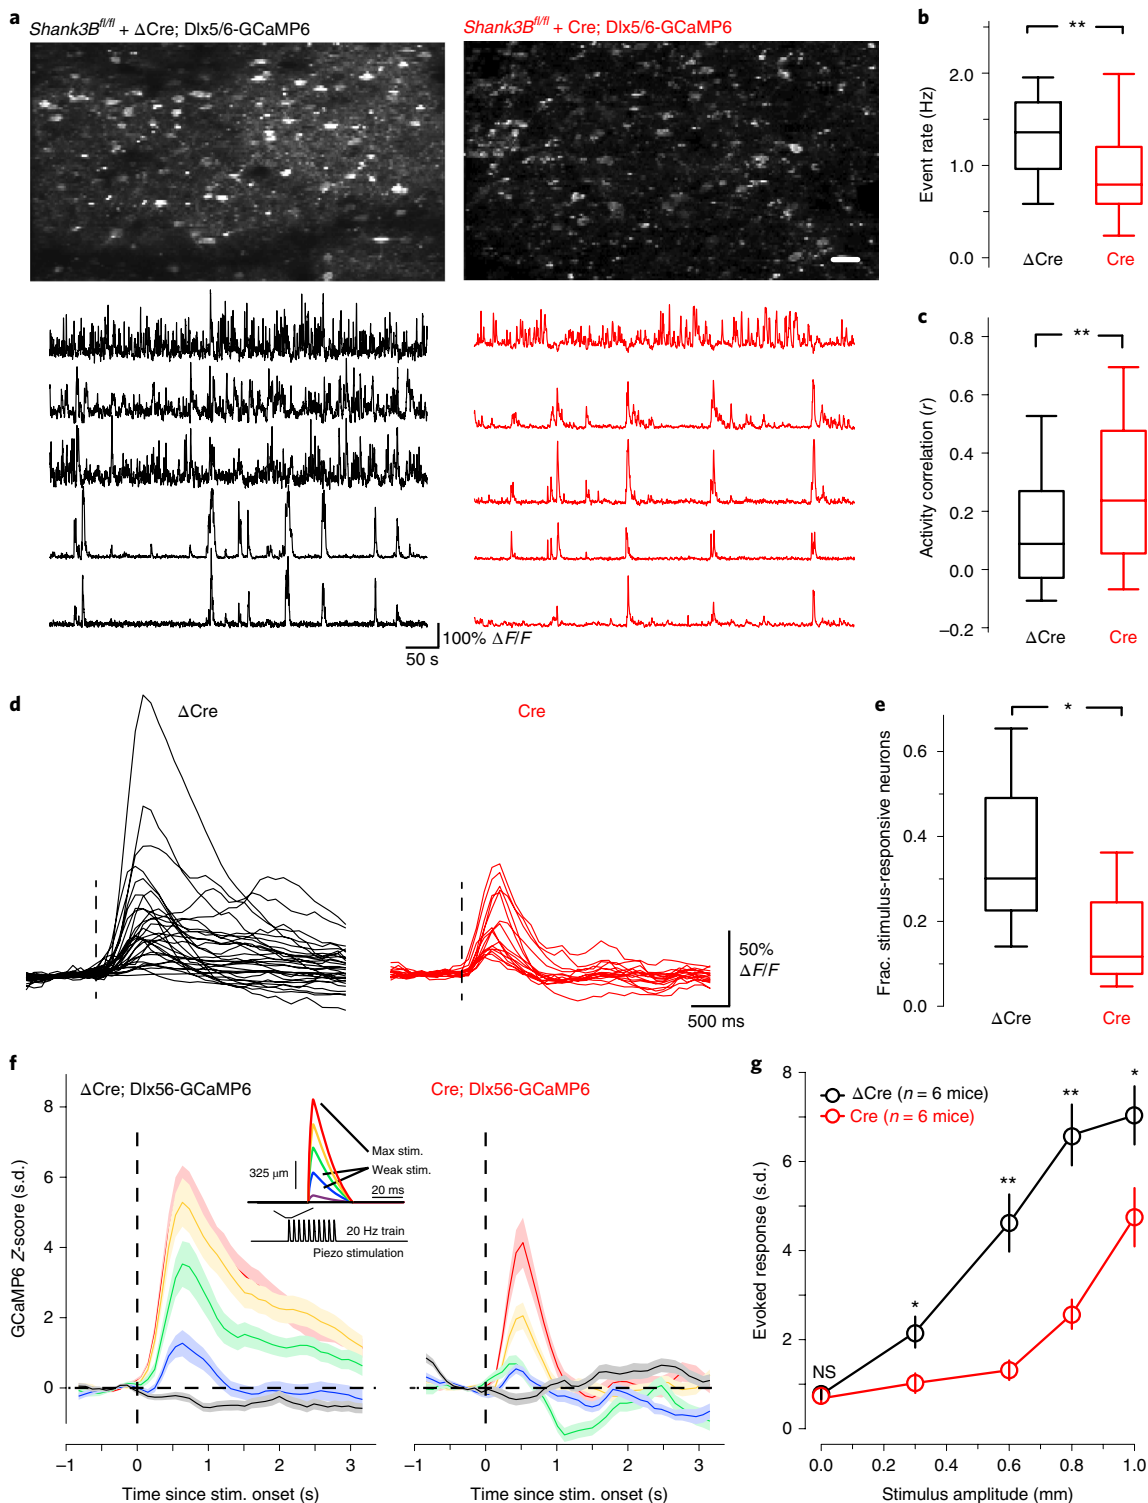 a
Shank3B^fl/fl + ΔCre; Dlx5/6-GCaMP6
Shank3B^fl/fl + Cre; Dlx5/6-GCaMP6
100% ΔF/F
50 s
b
**
Event rate (Hz)
2.0
1.0
0.0
ΔCre
Cre
c
**
Activity correlation (r)
0.8
0.6
0.4
0.2
0.0
–0.2
ΔCre
Cre
d
ΔCre
Cre
50%
ΔF/F
500 ms
e
*
Frac. stimulus-responsive neurons
0.6
0.4
0.2
0.0
ΔCre
Cre
f
ΔCre; Dlx56-GCaMP6
Cre; Dlx56-GCaMP6
GCaMP6 Z-score (s.d.)
8
6
4
2
0
Max stim.
Weak stim.
325 μm
20 ms
20 Hz train
Piezo stimulation
–1 0 1 2 3
Time since stim. onset (s)
–1 0 1 2 3
Time since stim. onset (s)
g
ΔCre (n = 6 mice)
Cre (n = 6 mice)
Evoked response (s.d.)
8
6
4
2
0
NS
*
**
**
*
0.0 0.2 0.4 0.6 0.8 1.0
Stimulus amplitude (mm)